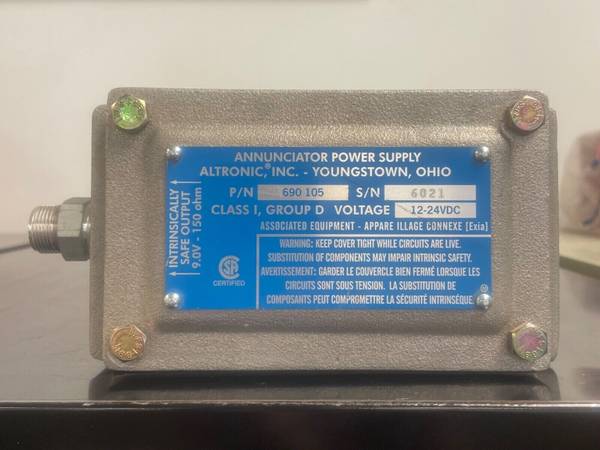 ANNUNCIATOR POWER SUPPLY
ALTRONIC,® INC. - YOUNGSTOWN, OHIO
P/N 690 105 S/N 6021
CLASS I, GROUP D VOLTAGE 12-24VDC
ASSOCIATED EQUIPMENT - APPARE ILLAGE CONNEXE [Exia]
INTRINSICALLY
SAFE OUTPUT
9.0V - 150 ohm
CERTIFIED
WARNING: KEEP COVER TIGHT WHILE CIRCUITS ARE LIVE.
SUBSTITUTION OF COMPONENTS MAY IMPAIR INTRINSIC SAFETY.
AVERTISSEMENT: GARDER LE COUVERCLE BIEN FERMÉ LORSQUE LES
CIRCUITS SONT SOUS TENSION. LA SUBSTITUTION DE
COMPOSANTS PEUT COMPROMETTRE LA SÉCURITÉ INTRINSÉQUE.